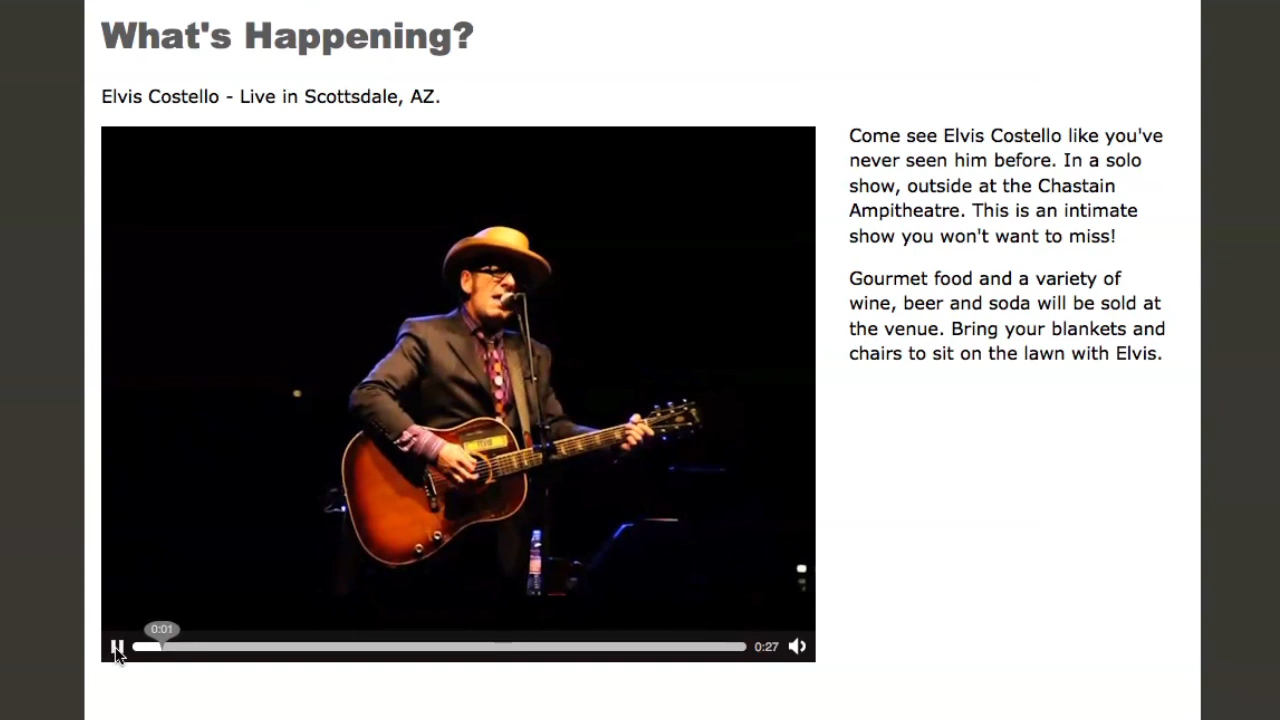 What's Happening?
Elvis Costello - Live in Scottsdale, AZ.
Come see Elvis Costello like you've
never seen him before. In a solo
show, outside at the Chastain
Ampitheatre. This is an intimate
show you won't want to miss!
Gourmet food and a variety of
wine, beer and soda will be sold at
the venue. Bring your blankets and
chairs to sit on the lawn with Elvis.
0:01
0:27